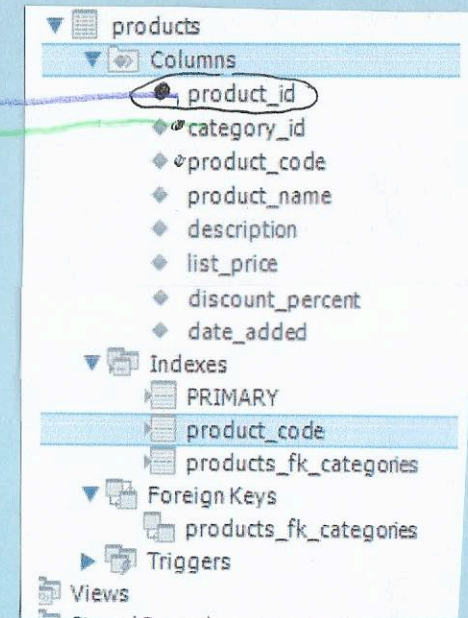 products
Columns
product_id
category_id
product_code
product_name
description
list_price
discount_percent
date_added
Indexes
PRIMARY
product_code
products_fk_categories
Foreign Keys
products_fk_categories
Triggers
Views